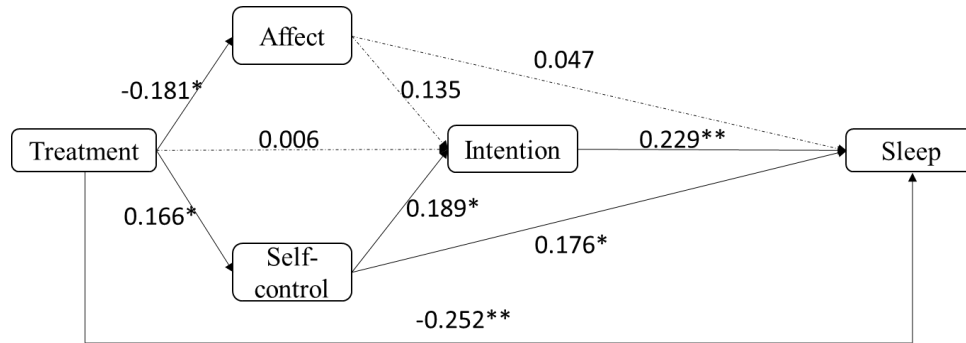 Affect
0.047
-0.181*
0.135
Treatment
0.006
Intention
0.229**
Sleep
0.166*
0.189*
0.176*
Self-
control
-0.252**